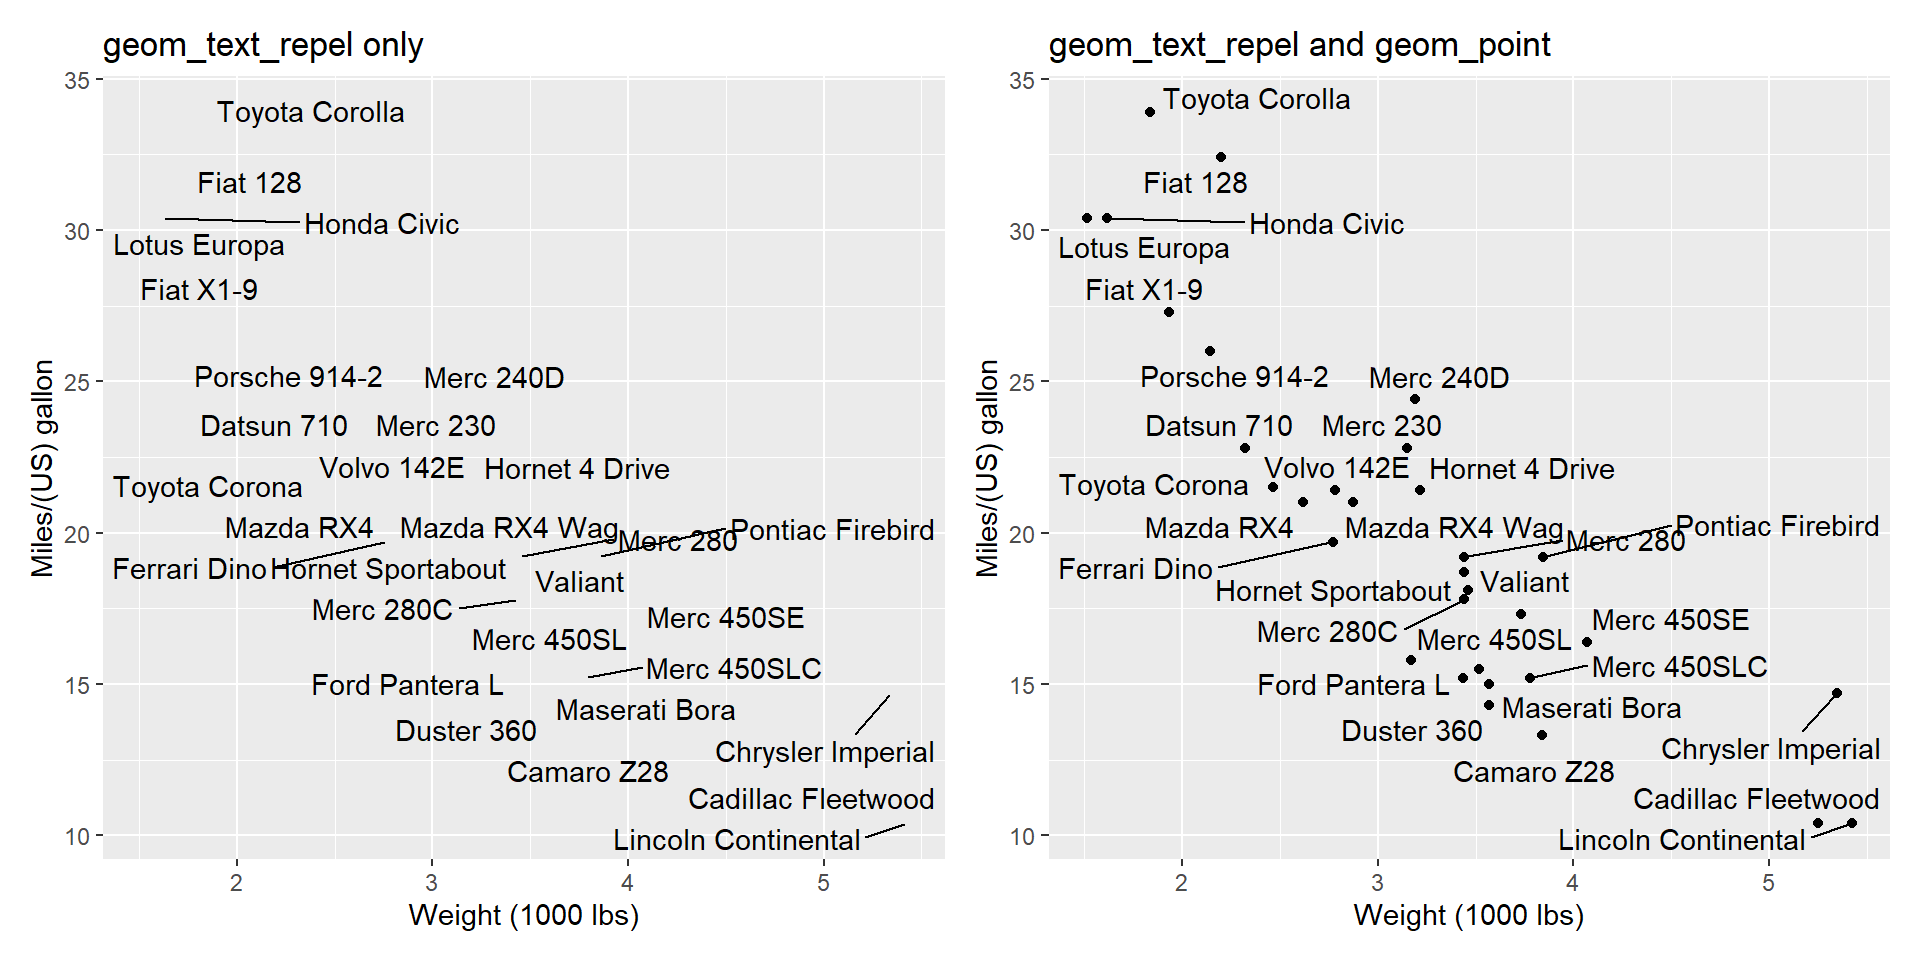 geom_text_repel only
Miles/(US) gallon
35
30
25
20
15
10
Toyota Corolla
Fiat 128
Honda Civic
Lotus Europa
Fiat X1-9
Porsche 914-2
Merc 240D
Datsun 710
Merc 230
Volvo 142E
Hornet 4 Drive
Toyota Corona
Mazda RX4
Mazda RX4 Wag
Merc 280
Pontiac Firebird
Ferrari Dino
Hornet Sportabout
Valiant
Merc 280C
Merc 450SE
Merc 450SL
Merc 450SLC
Ford Pantera L
Maserati Bora
Duster 360
Chrysler Imperial
Camaro Z28
Cadillac Fleetwood
Lincoln Continental
2
3
4
5
Weight (1000 lbs)
geom_text_repel and geom_point
Miles/(US) gallon
35
30
25
20
15
10
Toyota Corolla
Fiat 128
Honda Civic
Lotus Europa
Fiat X1-9
Porsche 914-2
Merc 240D
Datsun 710
Merc 230
Volvo 142E
Hornet 4 Drive
Toyota Corona
Mazda RX4
Mazda RX4 Wag
Merc 280
Pontiac Firebird
Ferrari Dino
Hornet Sportabout
Valiant
Merc 280C
Merc 450SE
Merc 450SL
Merc 450SLC
Ford Pantera L
Maserati Bora
Duster 360
Chrysler Imperial
Camaro Z28
Cadillac Fleetwood
Lincoln Continental
2
3
4
5
Weight (1000 lbs)